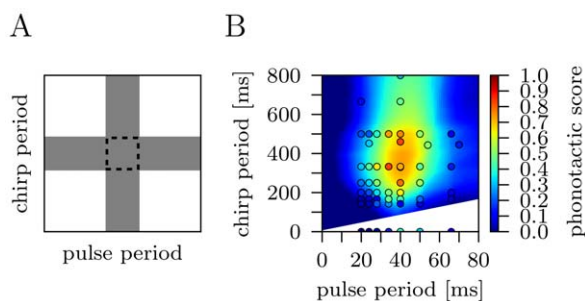 A
chirp period
pulse period
B
chirp period [ms]
800
600
400
200
0
0 20 40 60 80
pulse period [ms]
1.0
0.9
0.8
0.7
0.6
0.5
0.4
0.3
0.2
0.1
0.0
phonotactic score